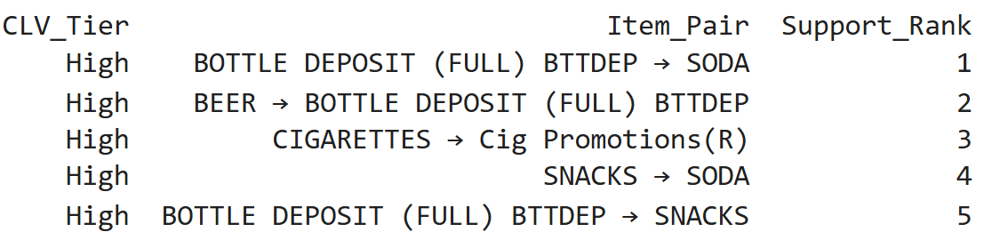 CLV_Tier Item_Pair Support_Rank
High BOTTLE DEPOSIT (FULL) BTTDEP → SODA 1
High BEER → BOTTLE DEPOSIT (FULL) BTTDEP 2
High CIGARETTES → Cig Promotions(R) 3
High SNACKS → SODA 4
High BOTTLE DEPOSIT (FULL) BTTDEP → SNACKS 5